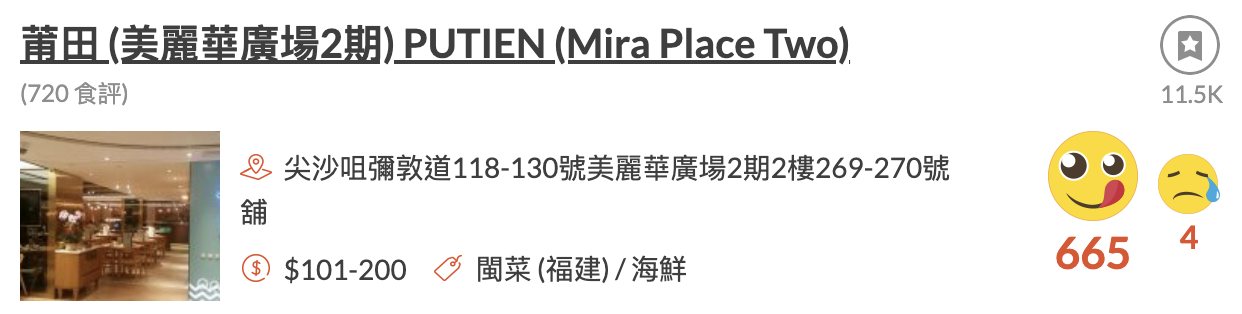 莆田 (美麗華廣場2期) PUTIEN (Mira Place Two)
(720 食評)
11.5K
尖沙咀彌敦道118-130號美麗華廣場2期2樓269-270號
舖
$101-200
閩菜 (福建) / 海鮮
665
4